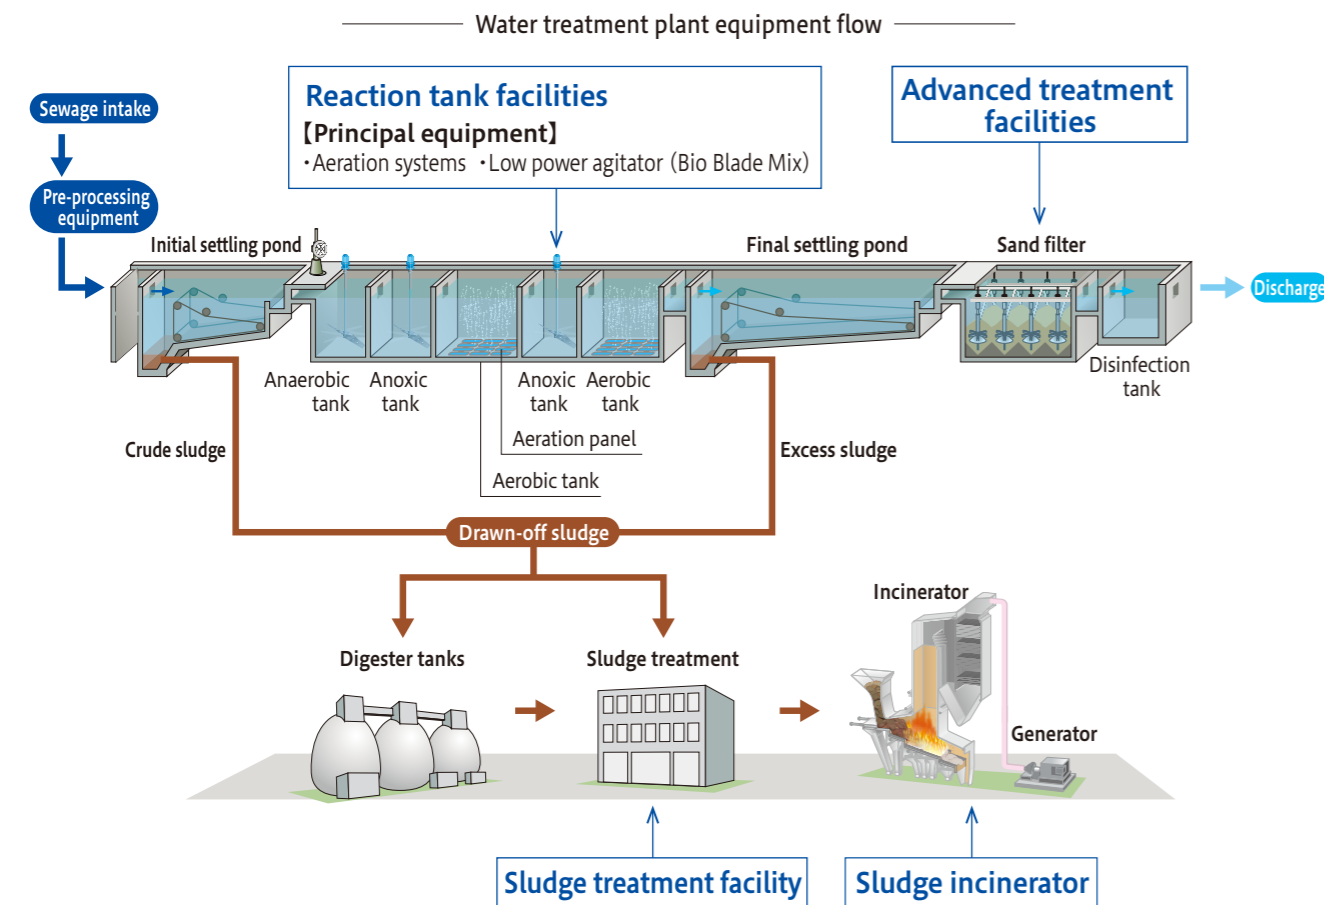 Water treatment plant equipment flow
Sewage intake
Pre-processing
equipment
Reaction tank facilities
【Principal equipment】
・Aeration systems ・Low power agitator (Bio Blade Mix)
Advanced treatment
facilities
Initial settling pond
Final settling pond
Sand filter
Discharge
Anaerobic
tank
Anoxic
tank
Anoxic
tank
Aerobic
tank
Disinfection
tank
Aeration panel
Aerobic tank
Crude sludge
Excess sludge
Drawn-off sludge
Digester tanks
Sludge treatment
Incinerator
Generator
Sludge treatment facility
Sludge incinerator